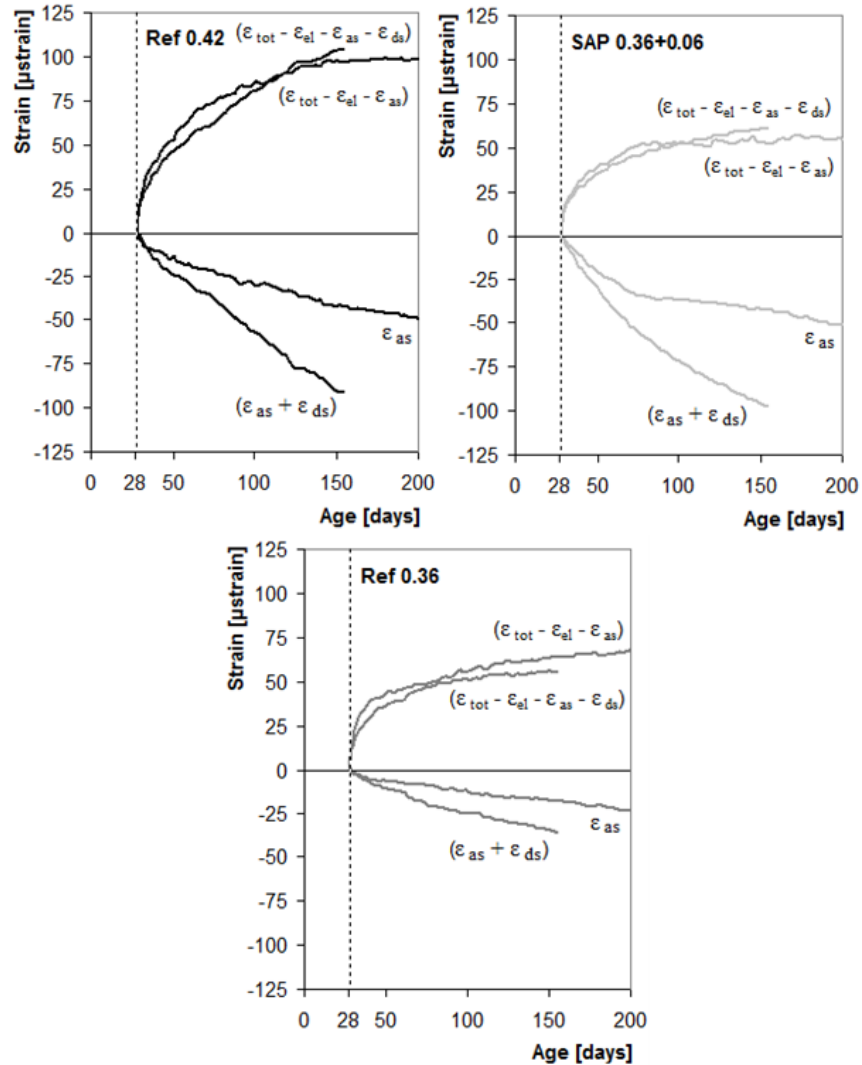 Ref 0.42
(ε tot - ε el - ε as - ε ds)
(ε tot - ε el - ε as)
ε as
(ε as + ε ds)
Strain [µstrain]
125
100
75
50
25
0
-25
-50
-75
-100
-125
0 28 50 100 150 200
Age [days]
SAP 0.36+0.06
(ε tot - ε el - ε as - ε ds)
(ε tot - ε el - ε as)
ε as
(ε as + ε ds)
Strain [µstrain]
125
100
75
50
25
0
-25
-50
-75
-100
-125
0 28 50 100 150 200
Age [days]
Ref 0.36
(ε tot - ε el - ε as)
(ε tot - ε el - ε as - ε ds)
ε as
(ε as + ε ds)
Strain [µstrain]
125
100
75
50
25
0
-25
-50
-75
-100
-125
0 28 50 100 150 200
Age [days]